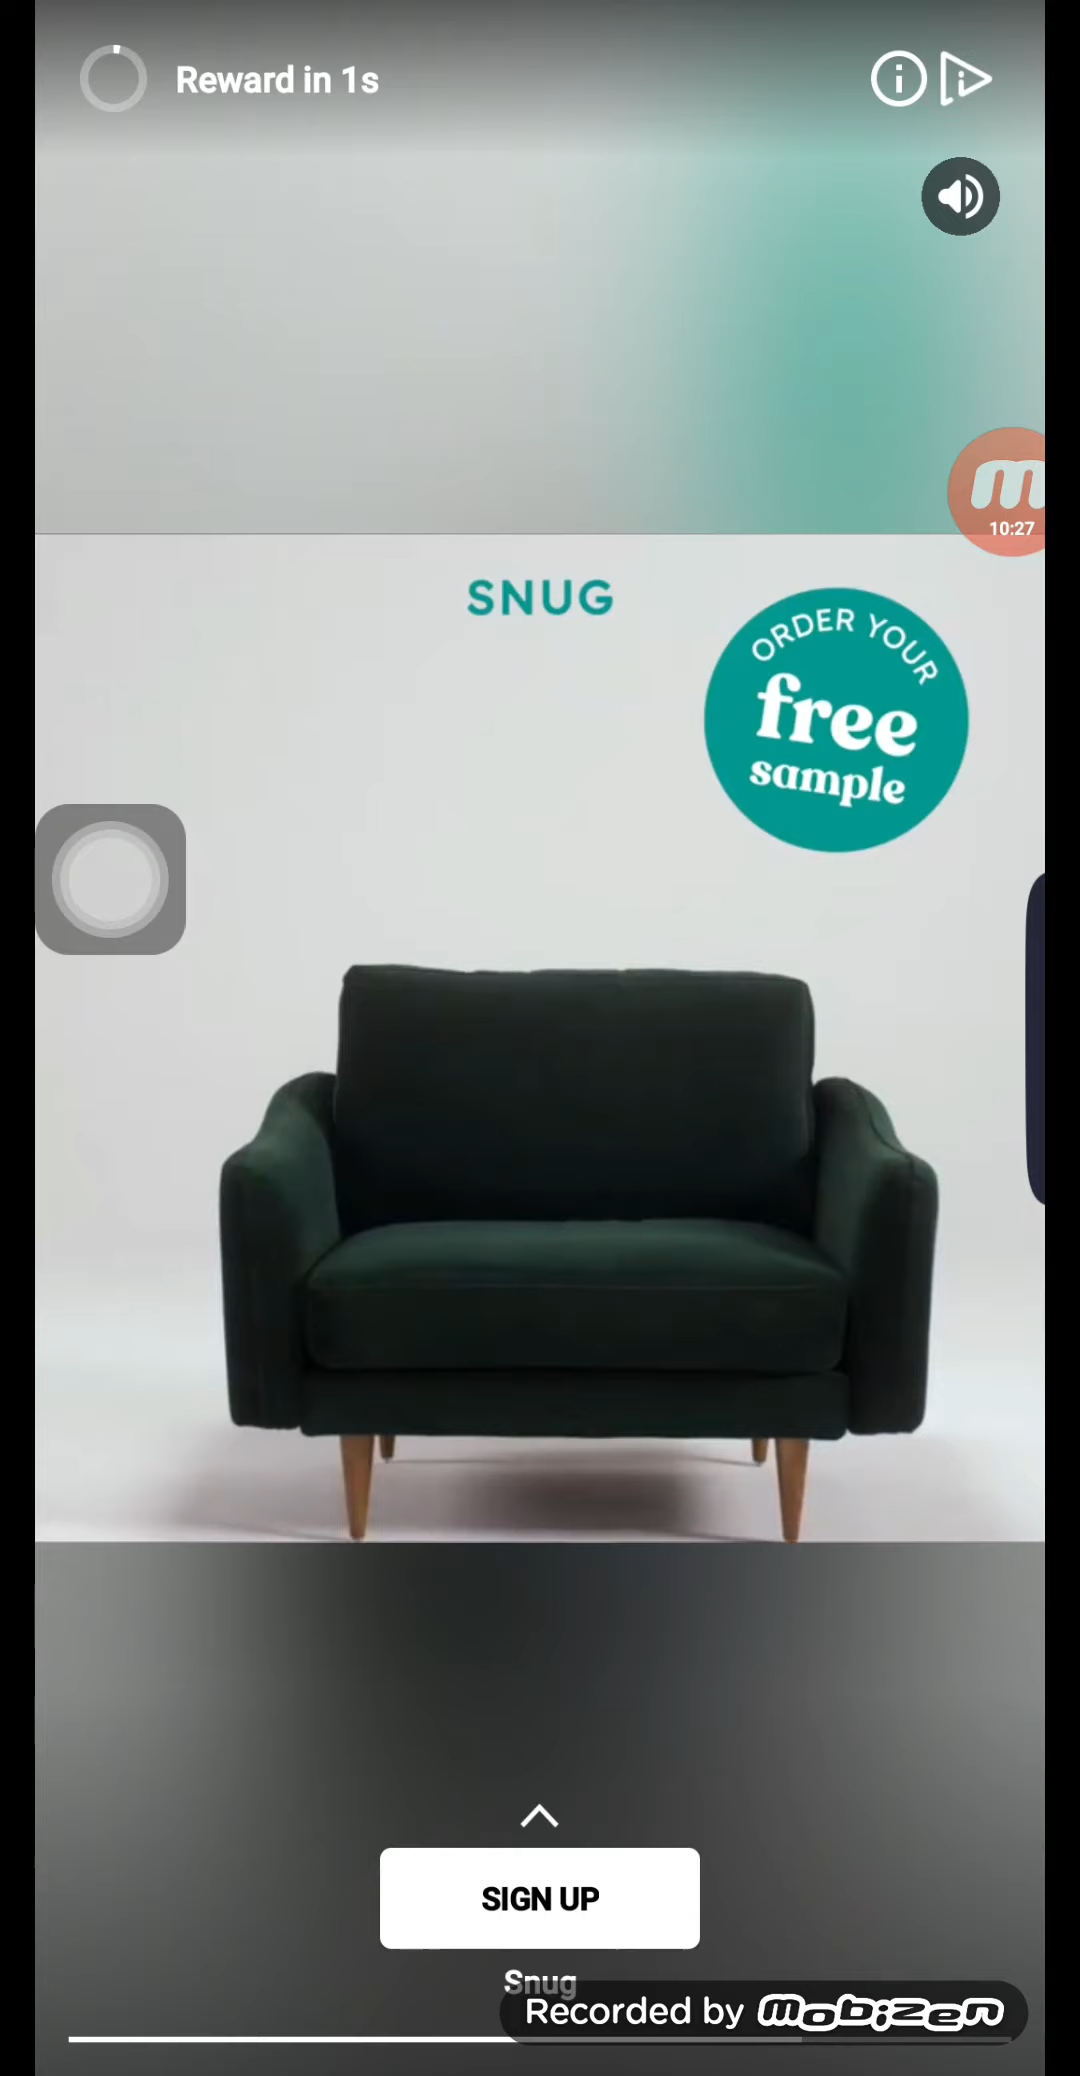 Reward in 1s
10:27
SNUG
ORDER YOUR
free
sample
SIGN UP
Snug
Recorded by mobizen